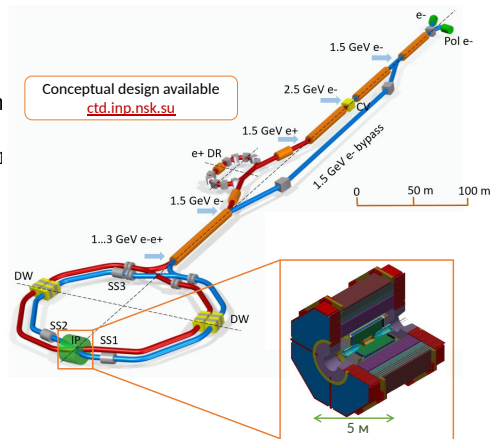 e-
Pol e-
1.5 GeV e-
Conceptual design available
ctd.inp.nsk.su
2.5 GeV e-
CV
1.5 GeV e+
e+ DR
1.5 GeV e- bypass
1.5 GeV e-
0 50 m 100 m
1...3 GeV e-e+
DW
SS3
DW
SS2
IP
SS1
5 м